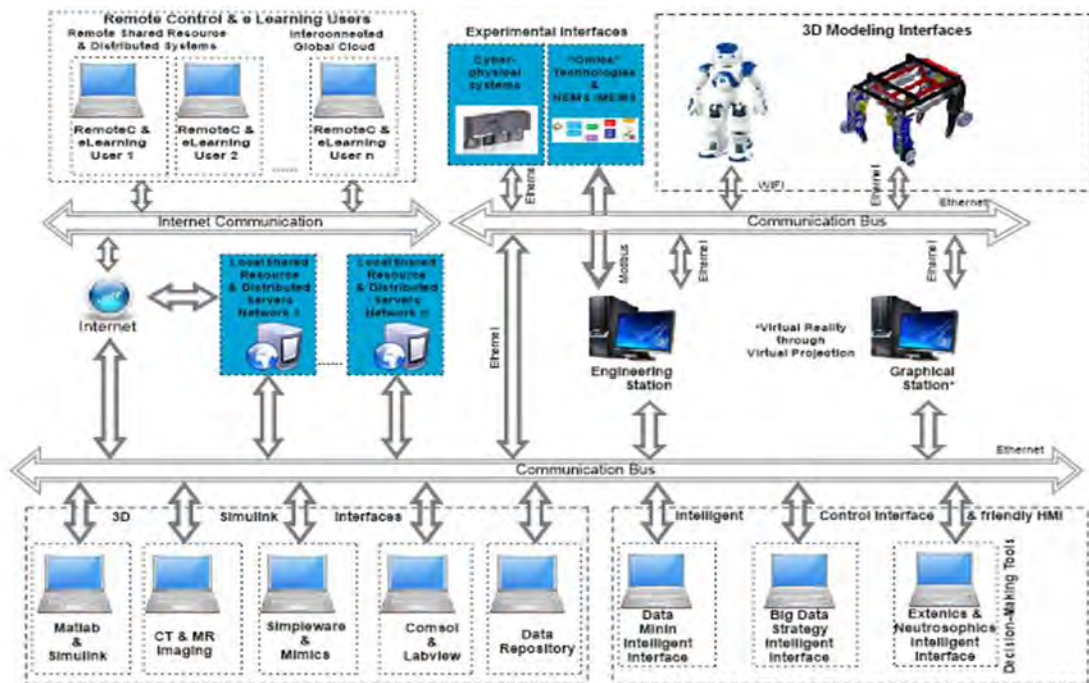 Remote Control & e Learning Users
Remote Shared Resource
& Distributed Systems
Interconnected
Global Cloud
RemoteC &
eLearning
User 1
RemoteC &
eLearning
User 2
......
RemoteC &
eLearning
User n
Experimental Interfaces
Cyber-
physical
systems
"Omics"
Technologies
&
NEMS /MEMS
3D Modeling Interfaces
Ethernet
WIFI
Ethernet
Ethernet
Internet Communication
Communication Bus
Internet
Local Shared
Resource
& Distributed
Servers
Network 1
......
Local Shared
Resource
& Distributed
Servers
Network n
Ethernet
Modbus
Ethernet
Ethernet
Engineering
Station
*Virtual Reality
through
Virtual Projection
Graphical
Station*
Ethernet
Communication Bus
3D Simulink Interfaces
Matlab
&
Simulink
CT & MR
Imaging
Simpleware
&
Mimics
Comsol
&
Labview
Data
Repository
Intelligent Control Interface & friendly HMI
Data
Minin
Intelligent
Interface
Big Data
Strategy
Intelligent
Interface
Extenics &
Neutrosophics
Intelligent
Interface
Decision-Making Tools